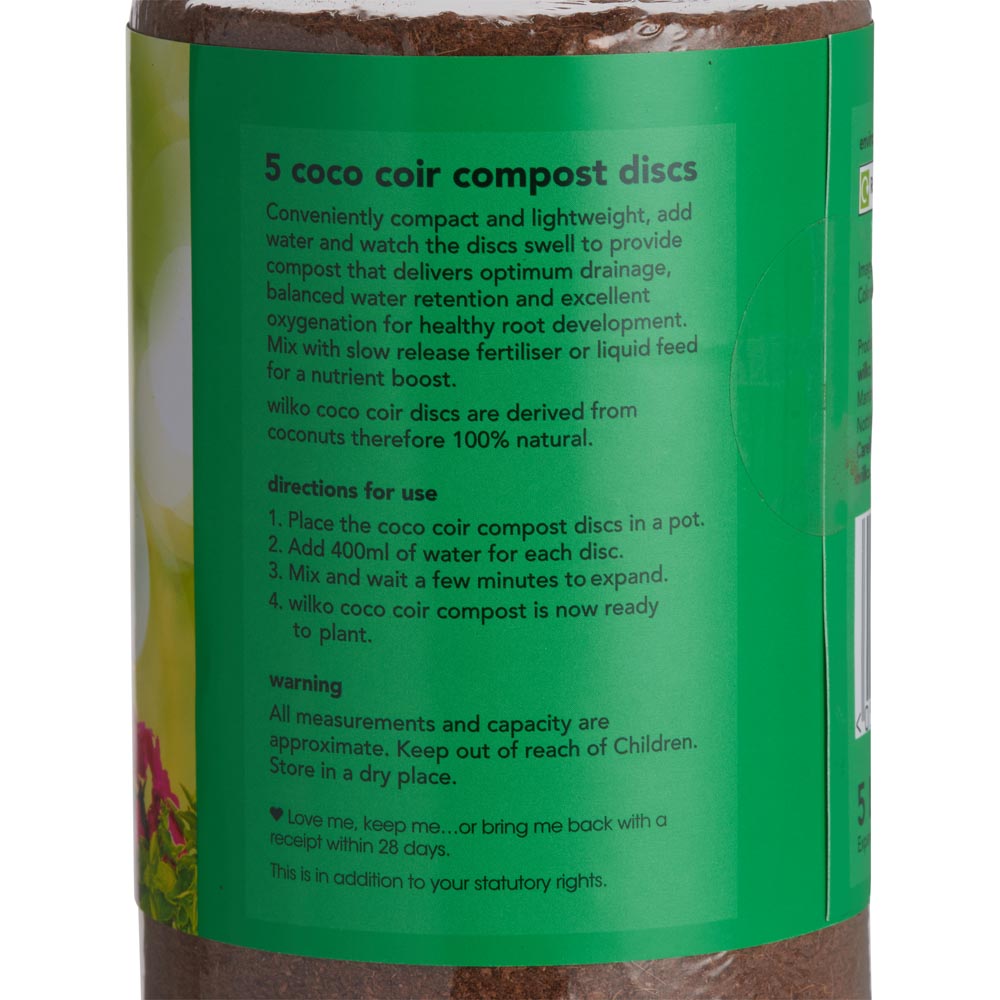 5 coco coir compost discs
Conveniently compact and lightweight, add
water and watch the discs swell to provide
compost that delivers optimum drainage,
balanced water retention and excellent
oxygenation for healthy root development.
Mix with slow release fertiliser or liquid feed
for a nutrient boost.
wilko coco coir discs are derived from
coconuts therefore 100% natural.
directions for use
1. Place the coco coir compost discs in a pot.
2. Add 400ml of water for each disc.
3. Mix and wait a few minutes to expand.
4. wilko coco coir compost is now ready
to plant.
warning
All measurements and capacity are
approximate. Keep out of reach of Children.
Store in a dry place.
♥ Love me, keep me...or bring me back with a
receipt within 28 days.
This is in addition to your statutory rights.
5